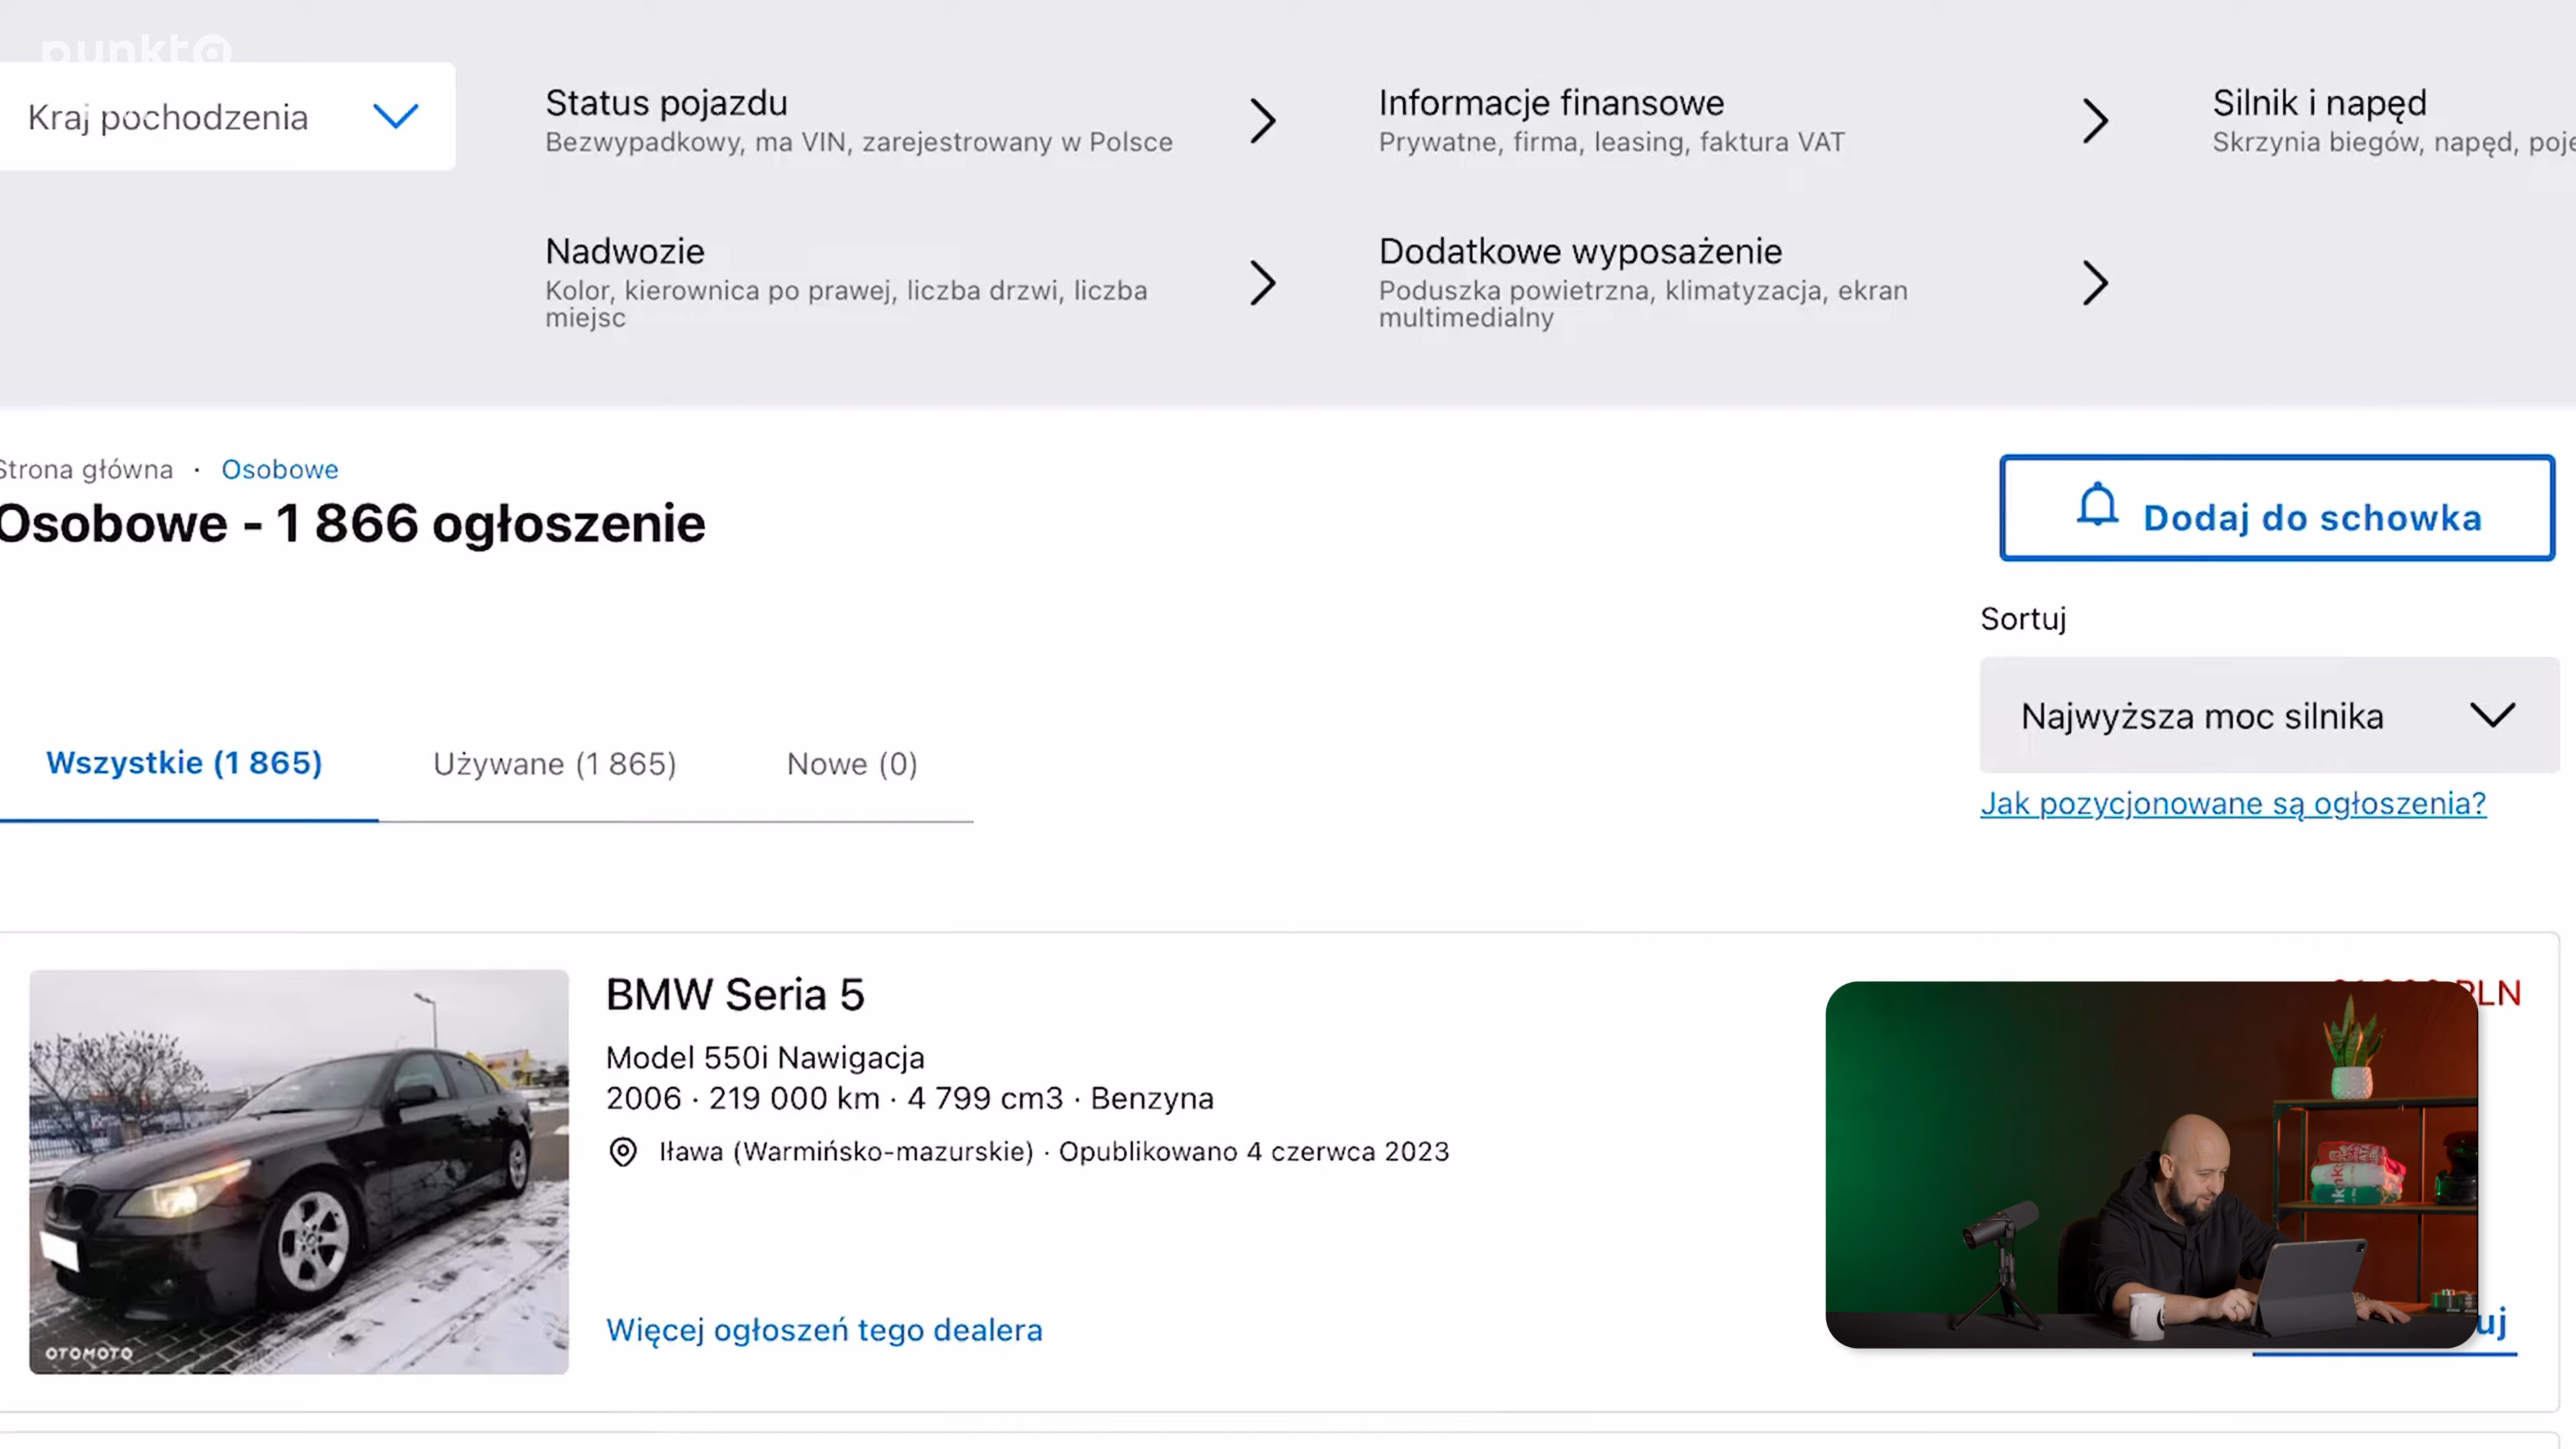 punkta
Kraj pochodzenia
Status pojazdu
Bezwypadkowy, ma VIN, zarejestrowany w Polsce
Informacje finansowe
Prywatne, firma, leasing, faktura VAT
Silnik i napęd
Skrzynia biegów, napęd, poje
Nadwozie
Kolor, kierownica po prawej, liczba drzwi, liczba
miejsc
Dodatkowe wyposażenie
Poduszka powietrzna, klimatyzacja, ekran
multimedialny
Strona główna · Osobowe
Osobowe - 1 866 ogłoszenie
Dodaj do schowka
Sortuj
Najwyższa moc silnika
Jak pozycjonowane są ogłoszenia?
Wszystkie (1 865)
Używane (1 865)
Nowe (0)
BMW Seria 5
PLN
Model 550i Nawigacja
2006 · 219 000 km · 4 799 cm3 · Benzyna
Iława (Warmińsko-mazurskie) · Opublikowano 4 czerwca 2023
Więcej ogłoszeń tego dealera
uj
OTOMOTO